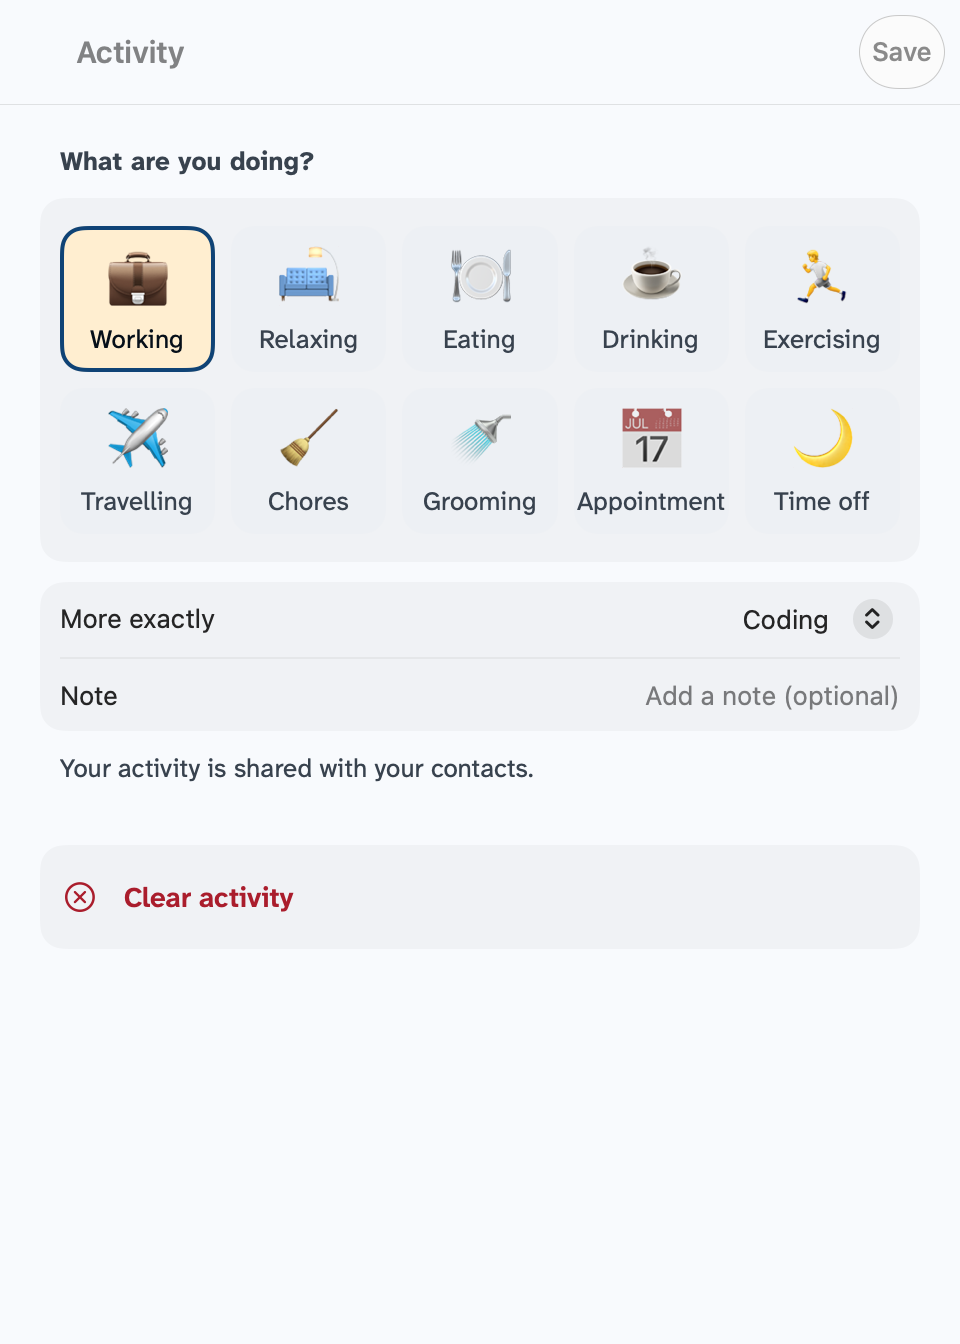 Activity
Save
What are you doing?
Working
Relaxing
Eating
Drinking
Exercising
JUL
17
Travelling
Chores
Grooming
Appointment
Time off
More exactly
Coding
Note
Add a note (optional)
Your activity is shared with your contacts.
Clear activity